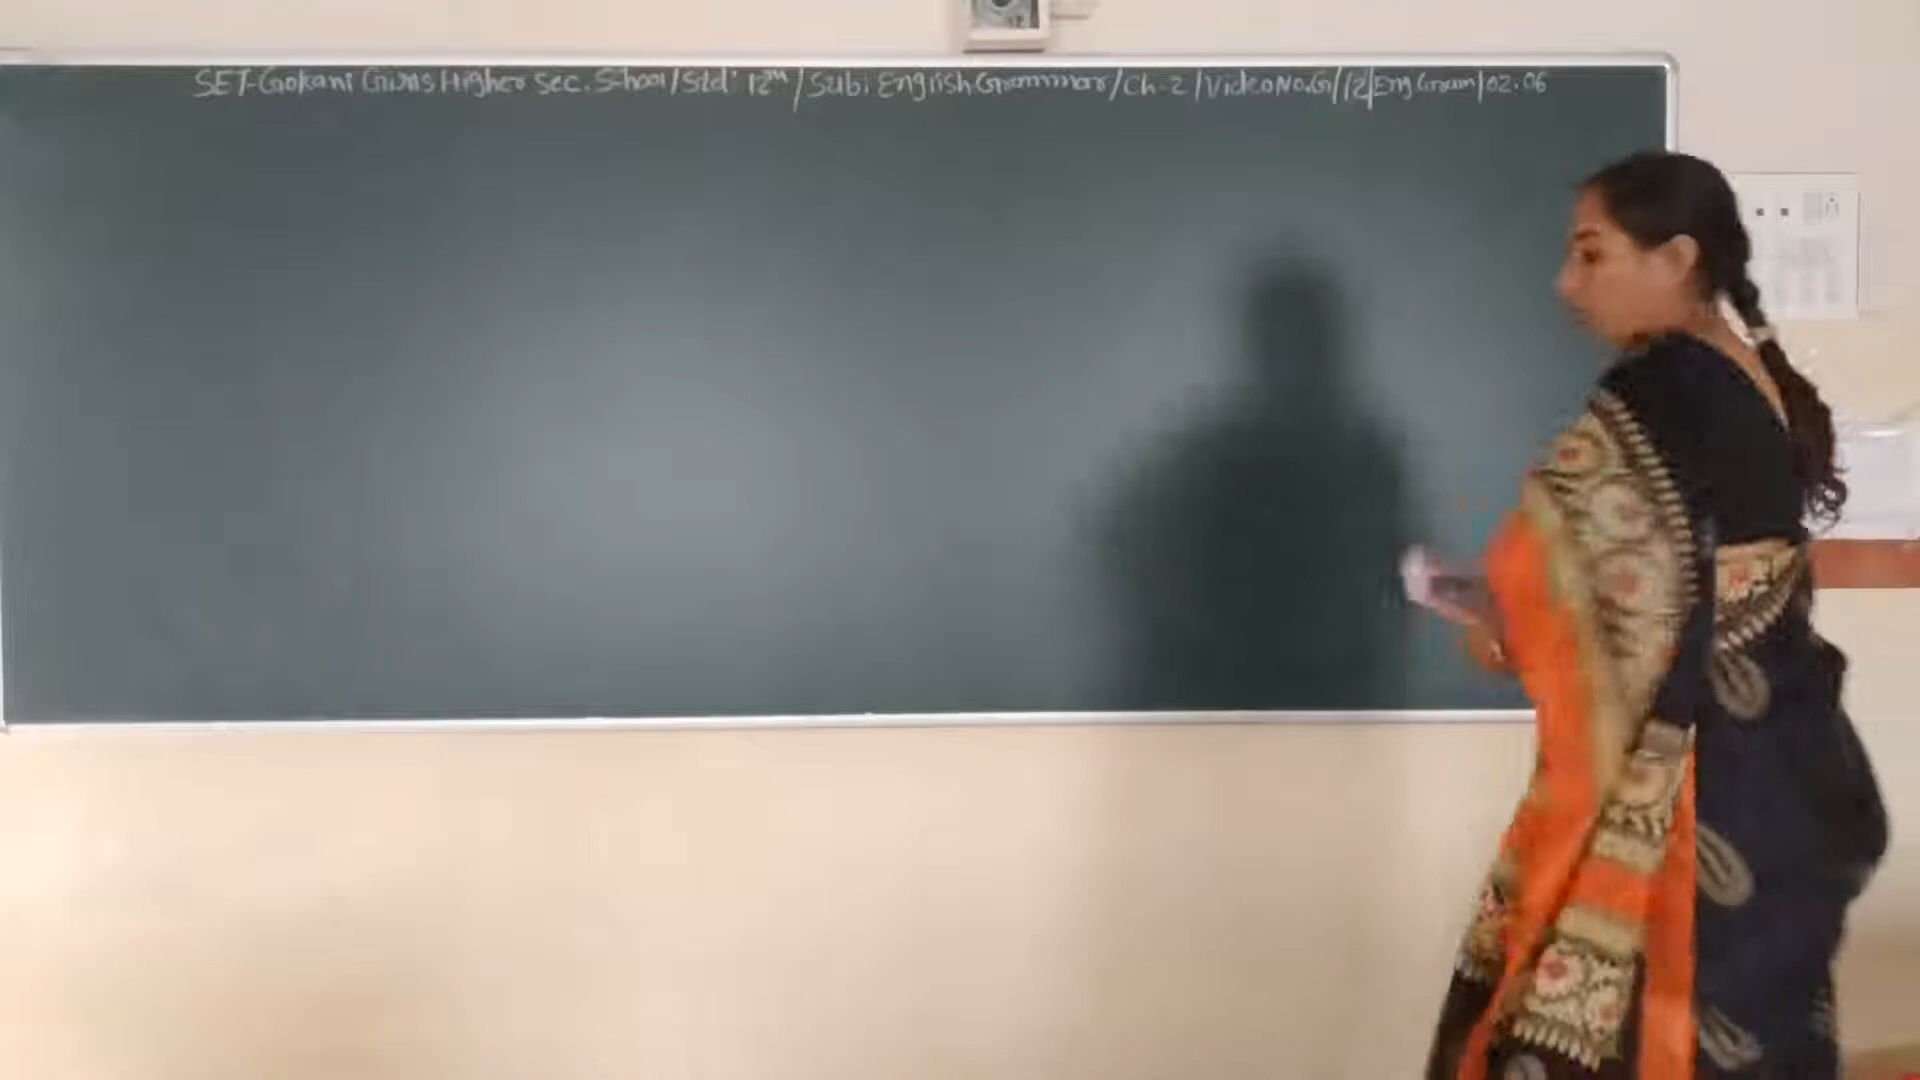 SET-Gokani Girls Higher Sec. School/Std: 12th/Sub: English Grammar/Ch-2/Video No.G//12/Eng Gram/02.06